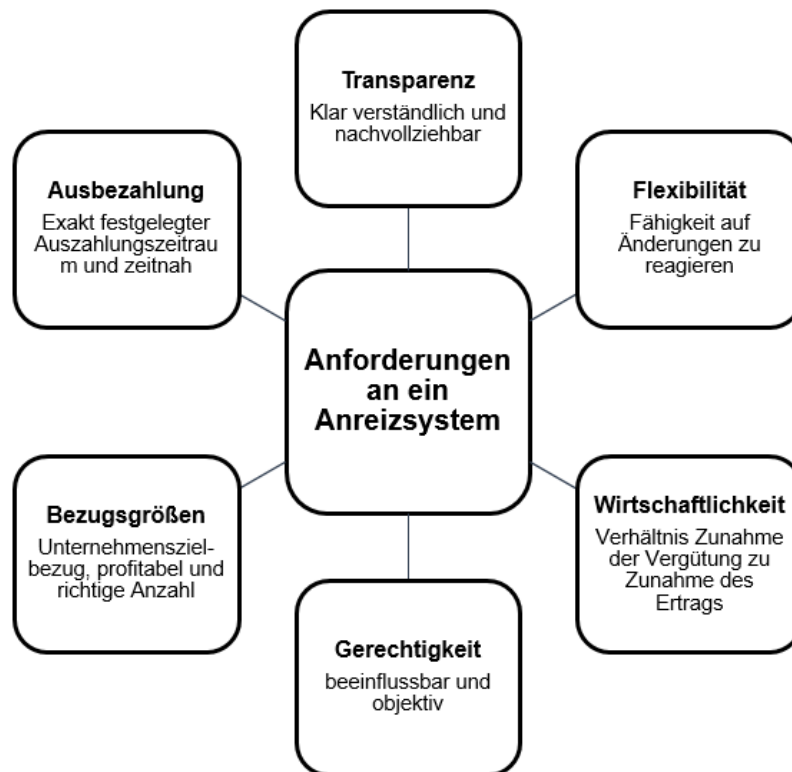 Transparenz
Klar verständlich und
nachvollziehbar
Ausbezahlung
Exakt festgelegter
Auszahlungszeitrau
m und zeitnah
Flexibilität
Fähigkeit auf
Änderungen zu
reagieren
Anforderungen
an ein
Anreizsystem
Bezugsgrößen
Unternehmensziel-
bezug, profitabel und
richtige Anzahl
Wirtschaftlichkeit
Verhältnis Zunahme
der Vergütung zu
Zunahme des
Ertrags
Gerechtigkeit
beeinflussbar und
objektiv